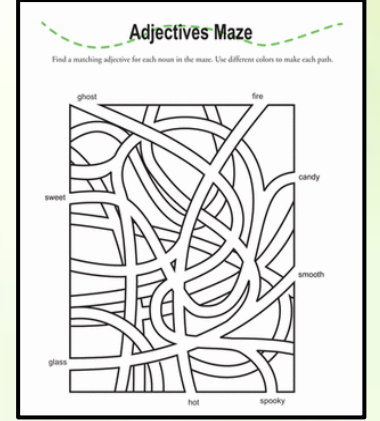 Adjectives Maze
Find a matching adjective for each noun in the maze. Use different colors to make each path.
ghost fire
candy
sweet
smooth
glass
hot spooky